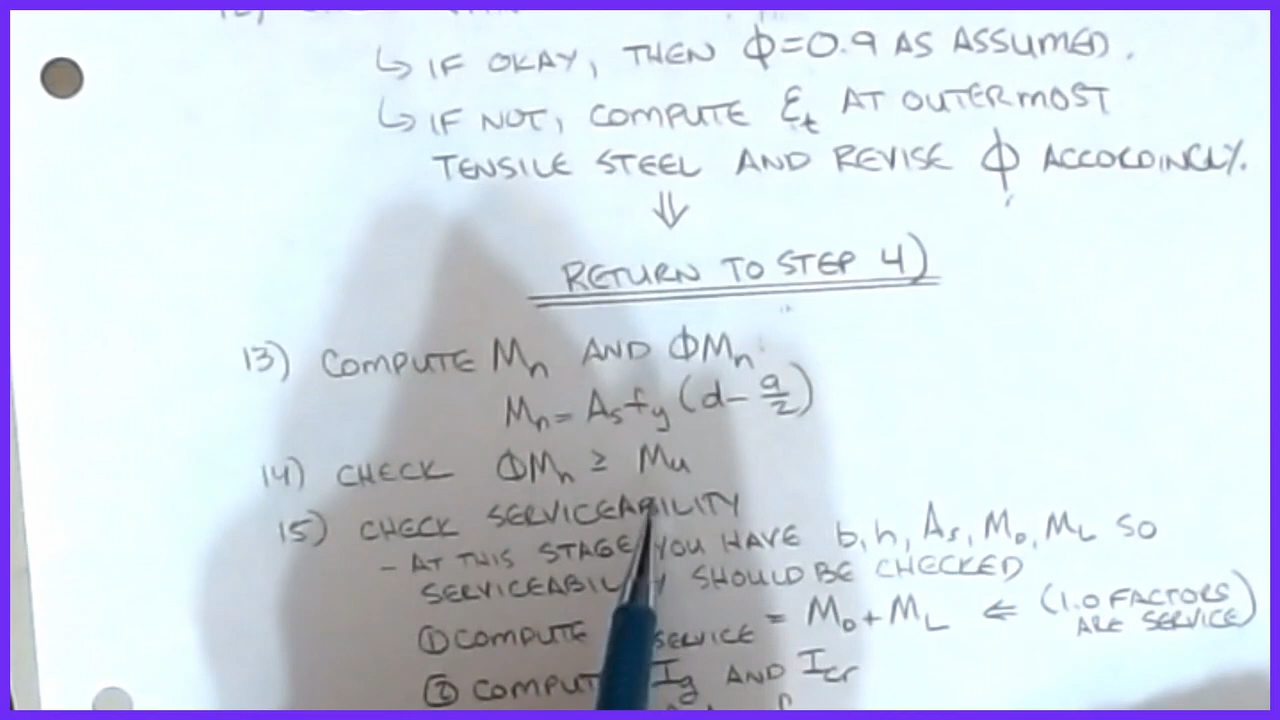 ↳ IF OKAY, THEN Φ=0.9 AS ASSUMED.
↳ IF NOT, COMPUTE Ɛt AT OUTERMOST
TENSILE STEEL AND REVISE Φ ACCORDINGLY.
⇓
RETURN TO STEP 4)
13) COMPUTE Mn AND ΦMn
Mn = As fy (d - a/2)
14) CHECK ΦMn ≥ Mu
15) CHECK SERVICEABILITY
- AT THIS STAGE YOU HAVE b, h, As, MD, ML SO
SERVICEABILITY SHOULD BE CHECKED
① COMPUTE SERVICE = MD + ML ⇐ (1.0 FACTORS
ARE SERVICE)
② COMPUTE Ig AND Icr